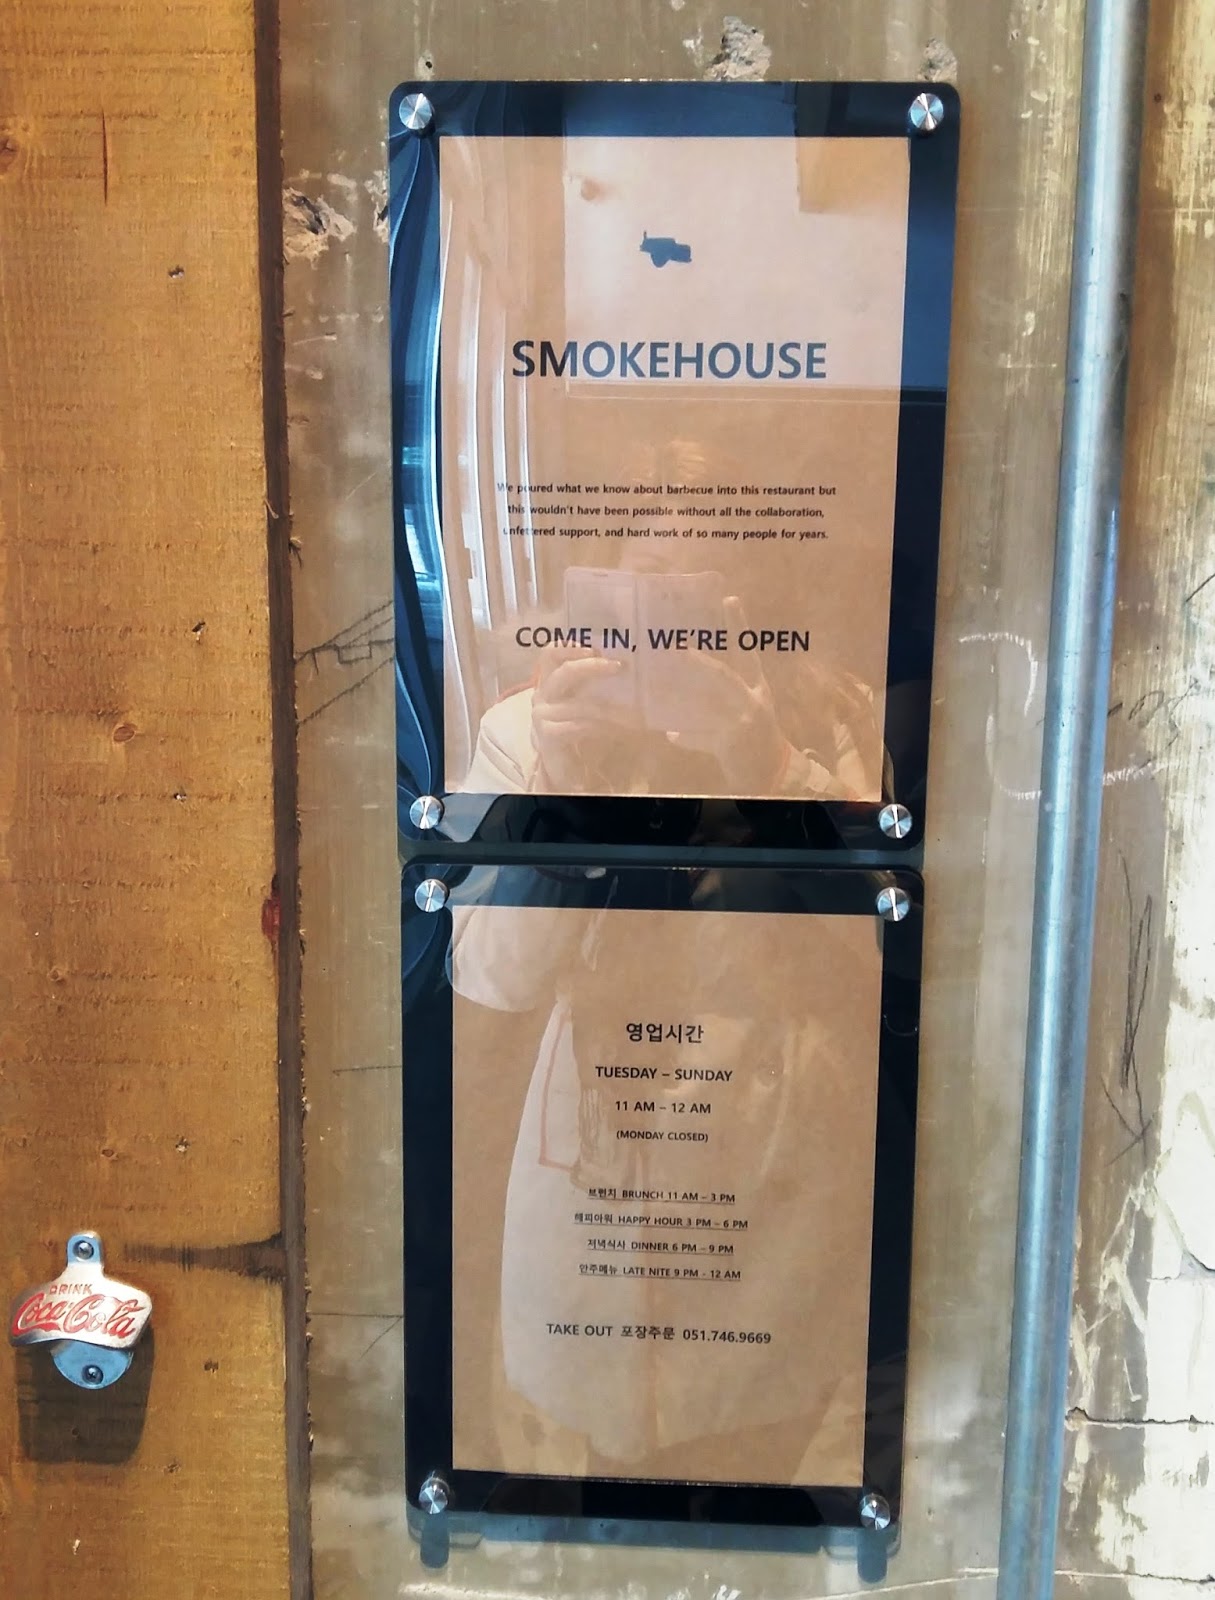 SMOKEHOUSE
We poured what we know about barbecue into this restaurant but
this wouldn't have been possible without all the collaboration,
unfettered support, and hard work of so many people for years.
COME IN, WE'RE OPEN
영업시간
TUESDAY – SUNDAY
11 AM – 12 AM
(MONDAY CLOSED)
브런치 BRUNCH 11 AM – 3 PM
해피아워 HAPPY HOUR 3 PM – 6 PM
저녁식사 DINNER 6 PM – 9 PM
안주메뉴 LATE NITE 9 PM - 12 AM
TAKE OUT 포장주문 051.746.9669
DRINK
Coca-Cola